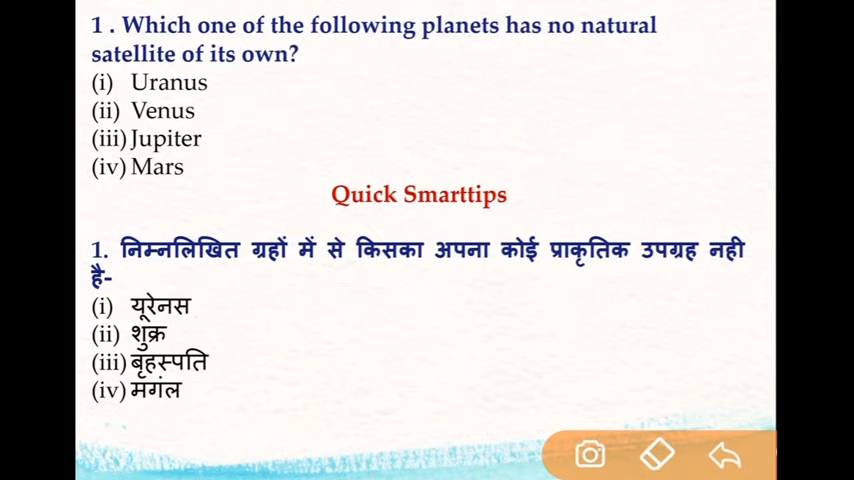 1 . Which one of the following planets has no natural
satellite of its own?
(i) Uranus
(ii) Venus
(iii) Jupiter
(iv) Mars
Quick Smarttips
1. निम्नलिखित ग्रहों में से किसका अपना कोई प्राकृतिक उपग्रह नही
है-
(i) यूरेनस
(ii) शुक्र
(iii) बृहस्पति
(iv) मगंल